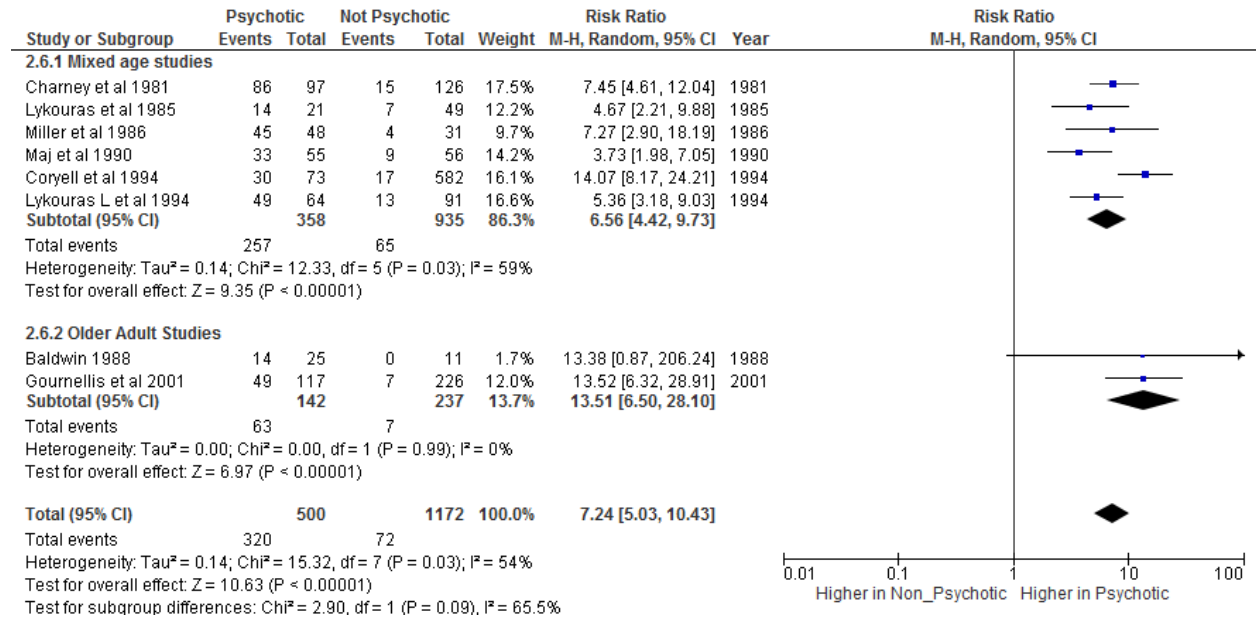 Psychotic Not Psychotic Risk Ratio Risk Ratio
Study or Subgroup Events Total Events Total Weight M-H, Random, 95% CI Year M-H, Random, 95% CI
2.6.1 Mixed age studies
Charney et al 1981 86 97 15 126 17.5% 7.45 [4.61, 12.04] 1981
Lykouras et al 1985 14 21 7 49 12.2% 4.67 [2.21, 9.88] 1985
Miller et al 1986 45 48 4 31 9.7% 7.27 [2.90, 18.19] 1986
Maj et al 1990 33 55 9 56 14.2% 3.73 [1.98, 7.05] 1990
Coryell et al 1994 30 73 17 582 16.1% 14.07 [8.17, 24.21] 1994
Lykouras L et al 1994 49 64 13 91 16.6% 5.36 [3.18, 9.03] 1994
Subtotal (95% CI) 358 935 86.3% 6.56 [4.42, 9.73]
Total events 257 65
Heterogeneity: Tau² = 0.14; Chi² = 12.33, df = 5 (P = 0.03); I² = 59%
Test for overall effect: Z = 9.35 (P < 0.00001)
2.6.2 Older Adult Studies
Baldwin 1988 14 25 0 11 1.7% 13.38 [0.87, 206.24] 1988
Gournellis et al 2001 49 117 7 226 12.0% 13.52 [6.32, 28.91] 2001
Subtotal (95% CI) 142 237 13.7% 13.51 [6.50, 28.10]
Total events 63 7
Heterogeneity: Tau² = 0.00; Chi² = 0.00, df = 1 (P = 0.99); I² = 0%
Test for overall effect: Z = 6.97 (P < 0.00001)
Total (95% CI) 500 1172 100.0% 7.24 [5.03, 10.43]
Total events 320 72
Heterogeneity: Tau² = 0.14; Chi² = 15.32, df = 7 (P = 0.03); I² = 54%
Test for overall effect: Z = 10.63 (P < 0.00001)
Test for subgroup differences: Chi² = 2.90, df = 1 (P = 0.09), I² = 65.5%
0.01 0.1 1 10 100
Higher in Non_Psychotic Higher in Psychotic